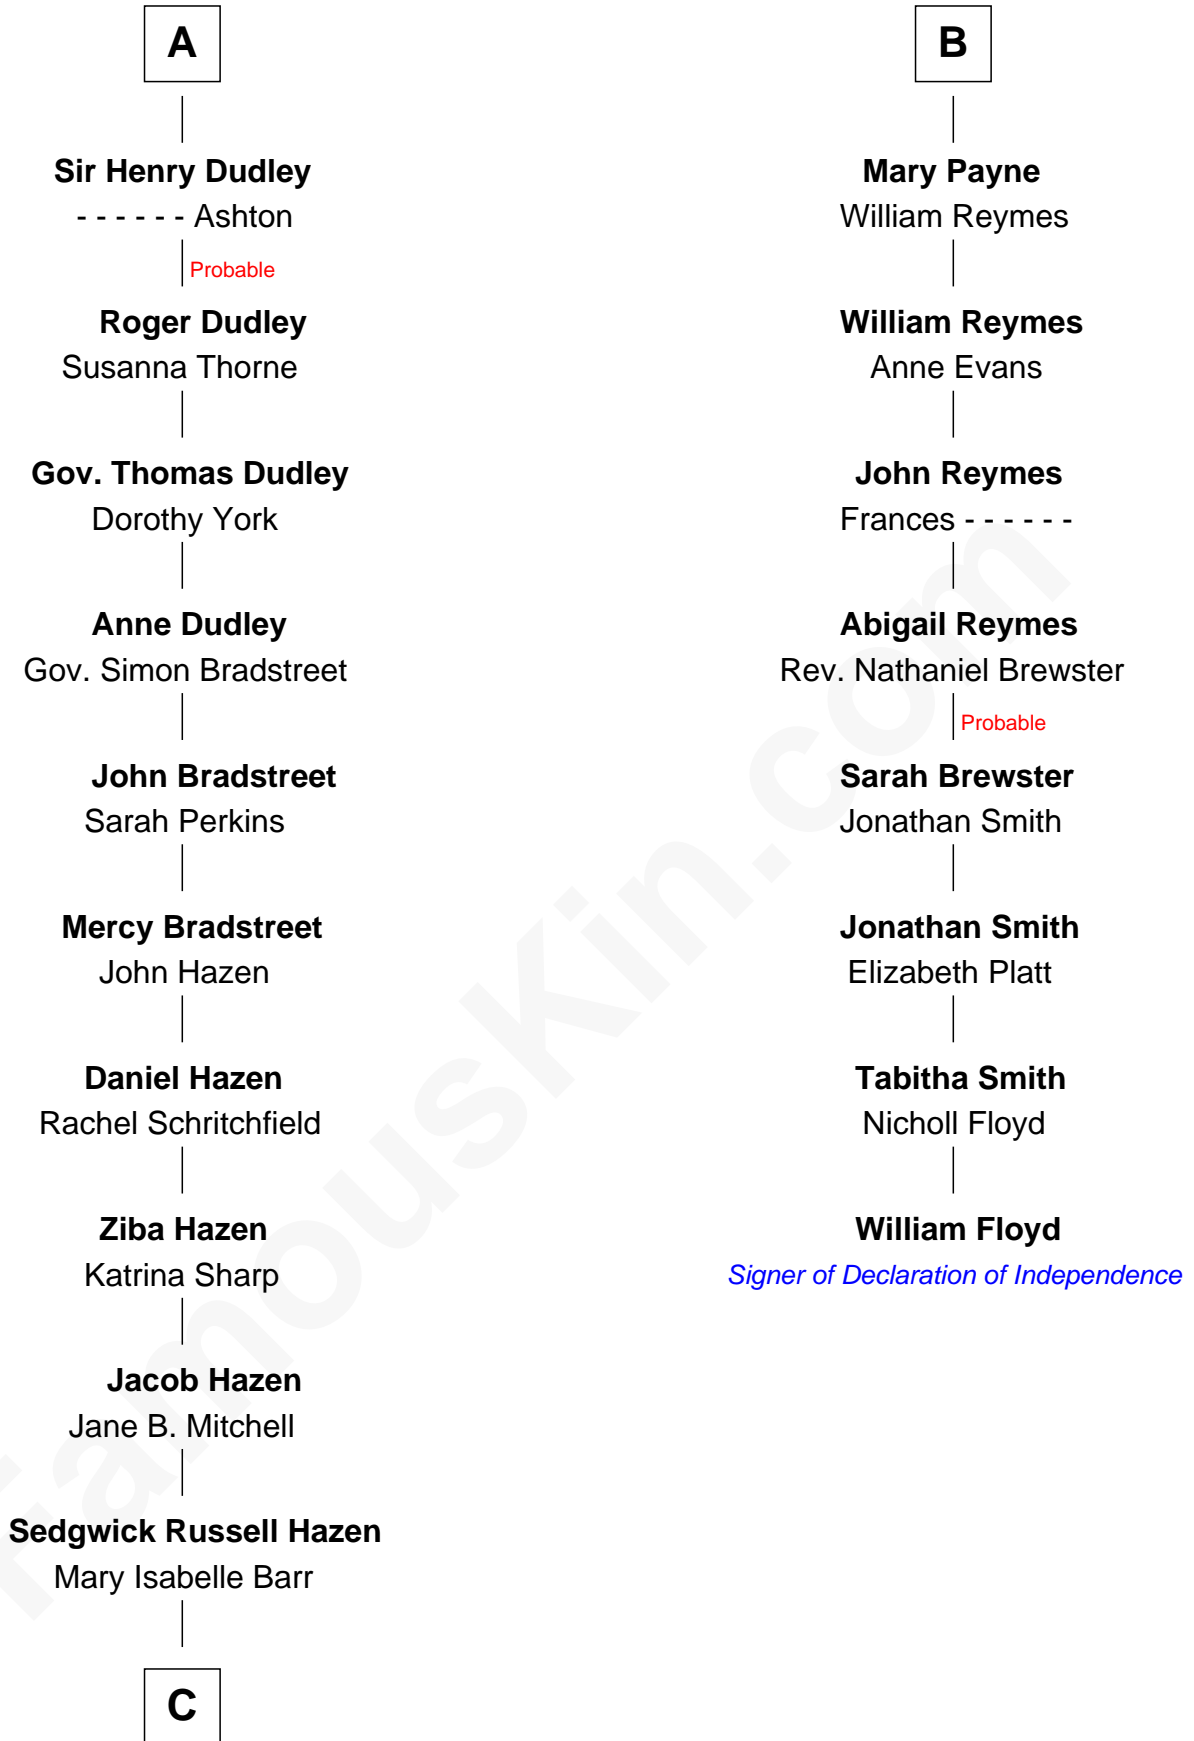 A
Sir Henry Dudley
- - - - - - Ashton
Probable
Roger Dudley
Susanna Thorne
Gov. Thomas Dudley
Dorothy York
Anne Dudley
Gov. Simon Bradstreet
John Bradstreet
Sarah Perkins
Mercy Bradstreet
John Hazen
Daniel Hazen
Rachel Schritchfield
Ziba Hazen
Katrina Sharp
Jacob Hazen
Jane B. Mitchell
Sedgwick Russell Hazen
Mary Isabelle Barr
C
B
Mary Payne
William Reymes
William Reymes
Anne Evans
John Reymes
Frances - - - - - -
Abigail Reymes
Rev. Nathaniel Brewster
Probable
Sarah Brewster
Jonathan Smith
Jonathan Smith
Elizabeth Platt
Tabitha Smith
Nicholl Floyd
William Floyd
Signer of Declaration of Independence
FamousKin.com